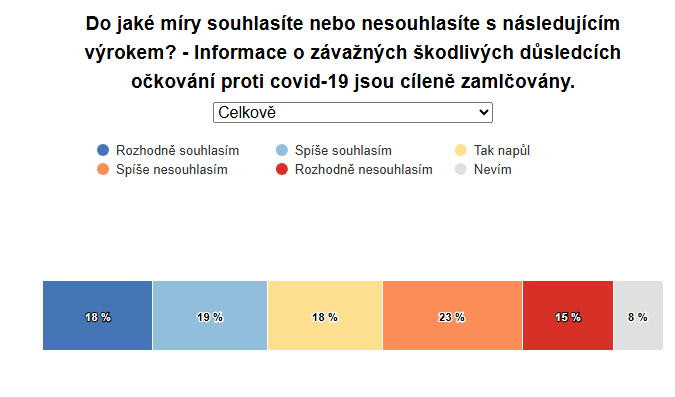 Do jaké míry souhlasíte nebo nesouhlasíte s následujícím
výrokem? - Informace o závažných škodlivých důsledcích
očkování proti covid-19 jsou cíleně zamlčovány.
Celkově
Rozhodně souhlasím Spíše souhlasím Tak napůl
Spíše nesouhlasím Rozhodně nesouhlasím Nevím
18 % 19 % 18 % 23 % 15 % 8 %